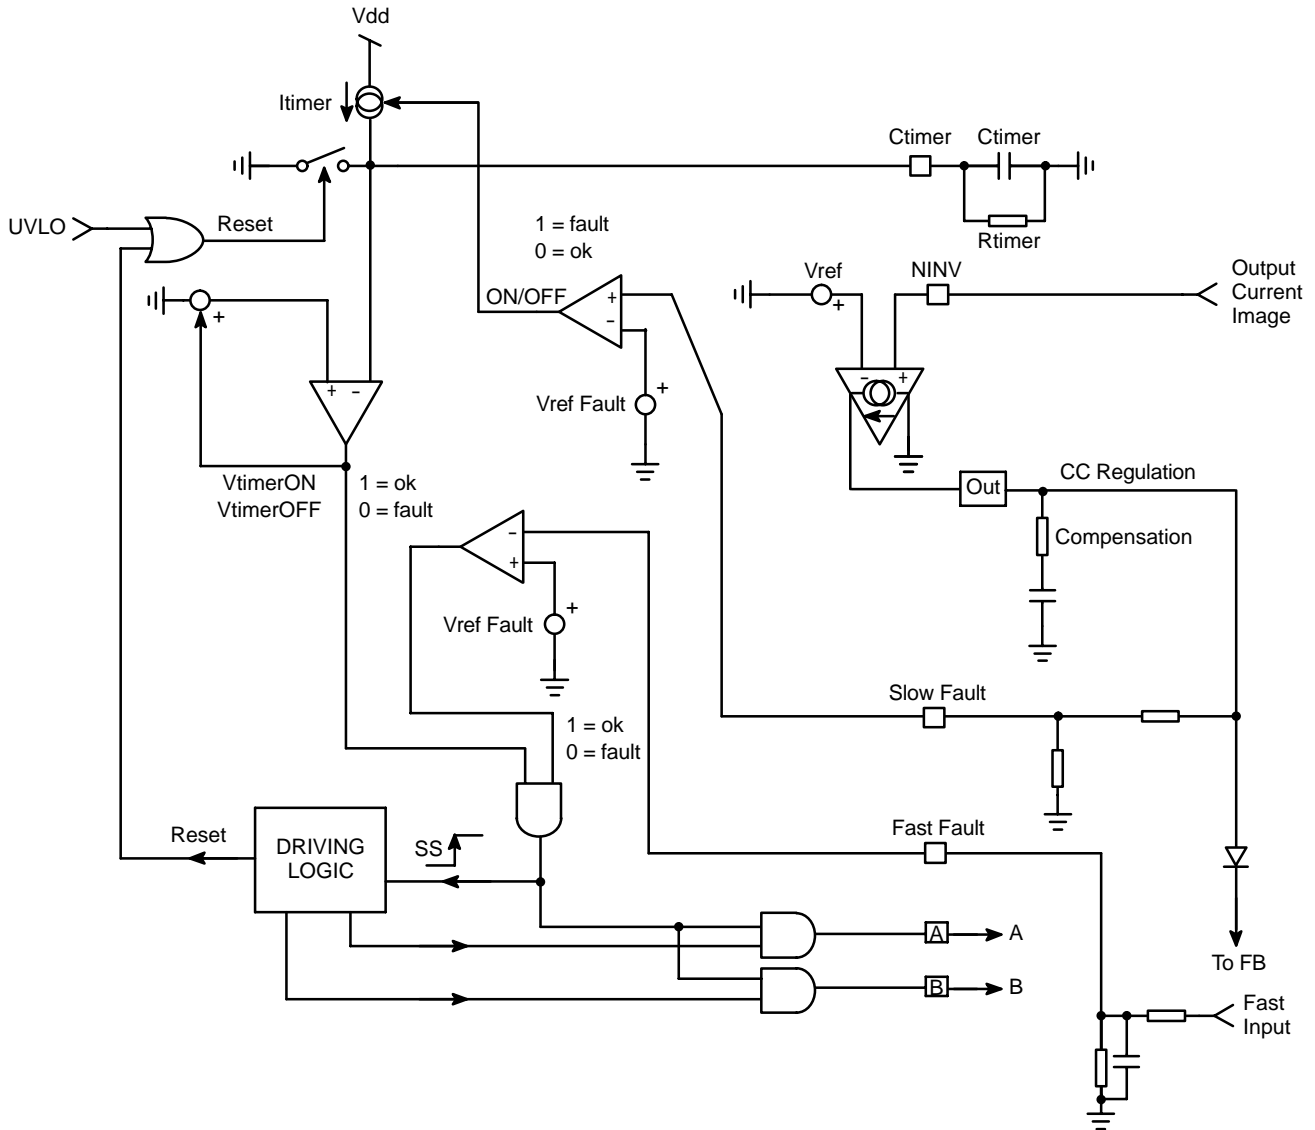 Vdd
Itimer
Ctimer
Ctimer
Rtimer
UVLO
Reset
1 = fault
0 = ok
ON/OFF
+
−
Vref
+
NINV
Output
Current
Image
+
+
−
Vref Fault
+
−
+
VtimerON
VtimerOFF
1 = ok
0 = fault
Out
CC Regulation
Compensation
−
+
Vref Fault
+
Slow Fault
1 = ok
0 = fault
Reset
DRIVING
LOGIC
SS
Fast Fault
A
A
To FB
B
B
Fast
Input